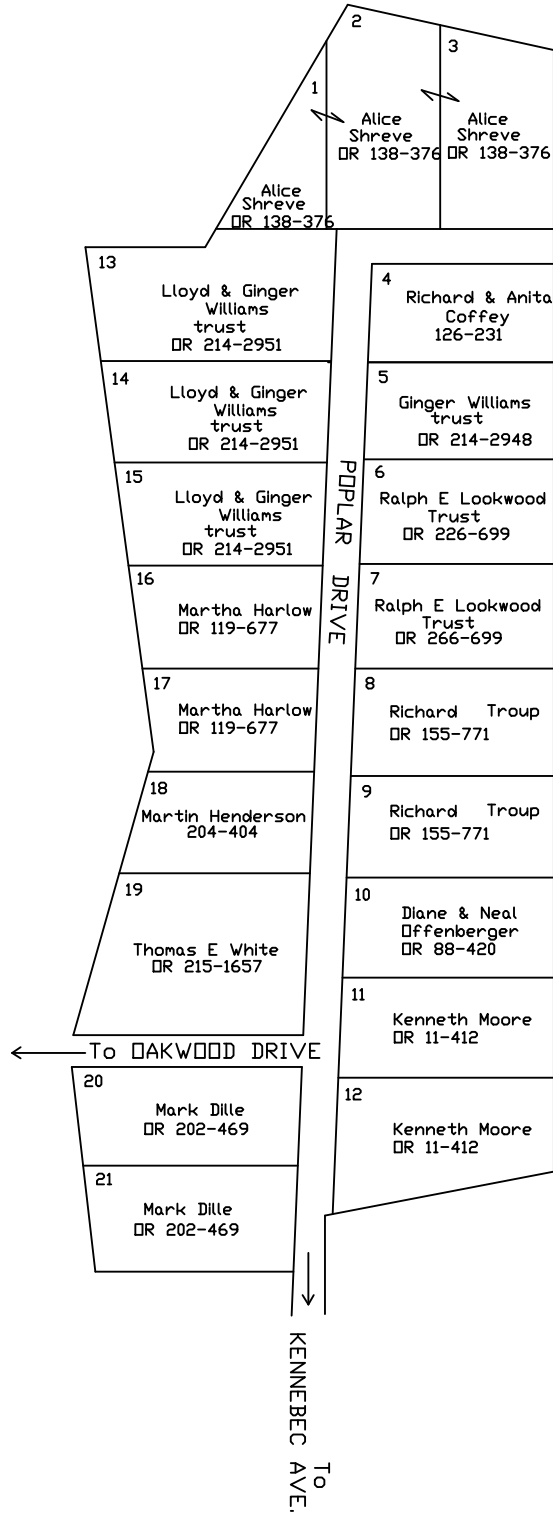 2
3
1
Alice
Shreve
OR 138-376
Alice
Shreve
OR 138-376
Alice
Shreve
OR 138-376
13
Lloyd & Ginger
Williams
trust
OR 214-2951
4
Richard & Anita
Coffey
126-231
14
Lloyd & Ginger
Williams
trust
OR 214-2951
5
Ginger Williams
trust
OR 214-2948
15
Lloyd & Ginger
Williams
trust
OR 214-2951
6
Ralph E Lookwood
Trust
OR 226-699
POPLAR DRIVE
16
Martha Harlow
OR 119-677
7
Ralph E Lookwood
Trust
OR 266-699
17
Martha Harlow
OR 119-677
8
Richard Troup
OR 155-771
18
Martin Henderson
204-404
9
Richard Troup
OR 155-771
19
Thomas E White
OR 215-1657
10
Diane & Neal
Offenberger
OR 88-420
11
Kenneth Moore
OR 11-412
To OAKWOOD DRIVE
20
Mark Dille
OR 202-469
12
Kenneth Moore
OR 11-412
21
Mark Dille
OR 202-469
To
KENNEBEC AVE.